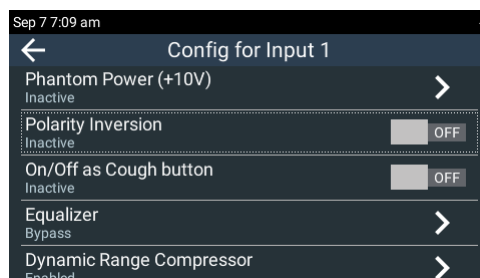 Sep 7 7:09 am
Config for Input 1
Phantom Power (+10V)
Inactive
Polarity Inversion
Inactive
OFF
On/Off as Cough button
Inactive
OFF
Equalizer
Bypass
Dynamic Range Compressor
Enabled